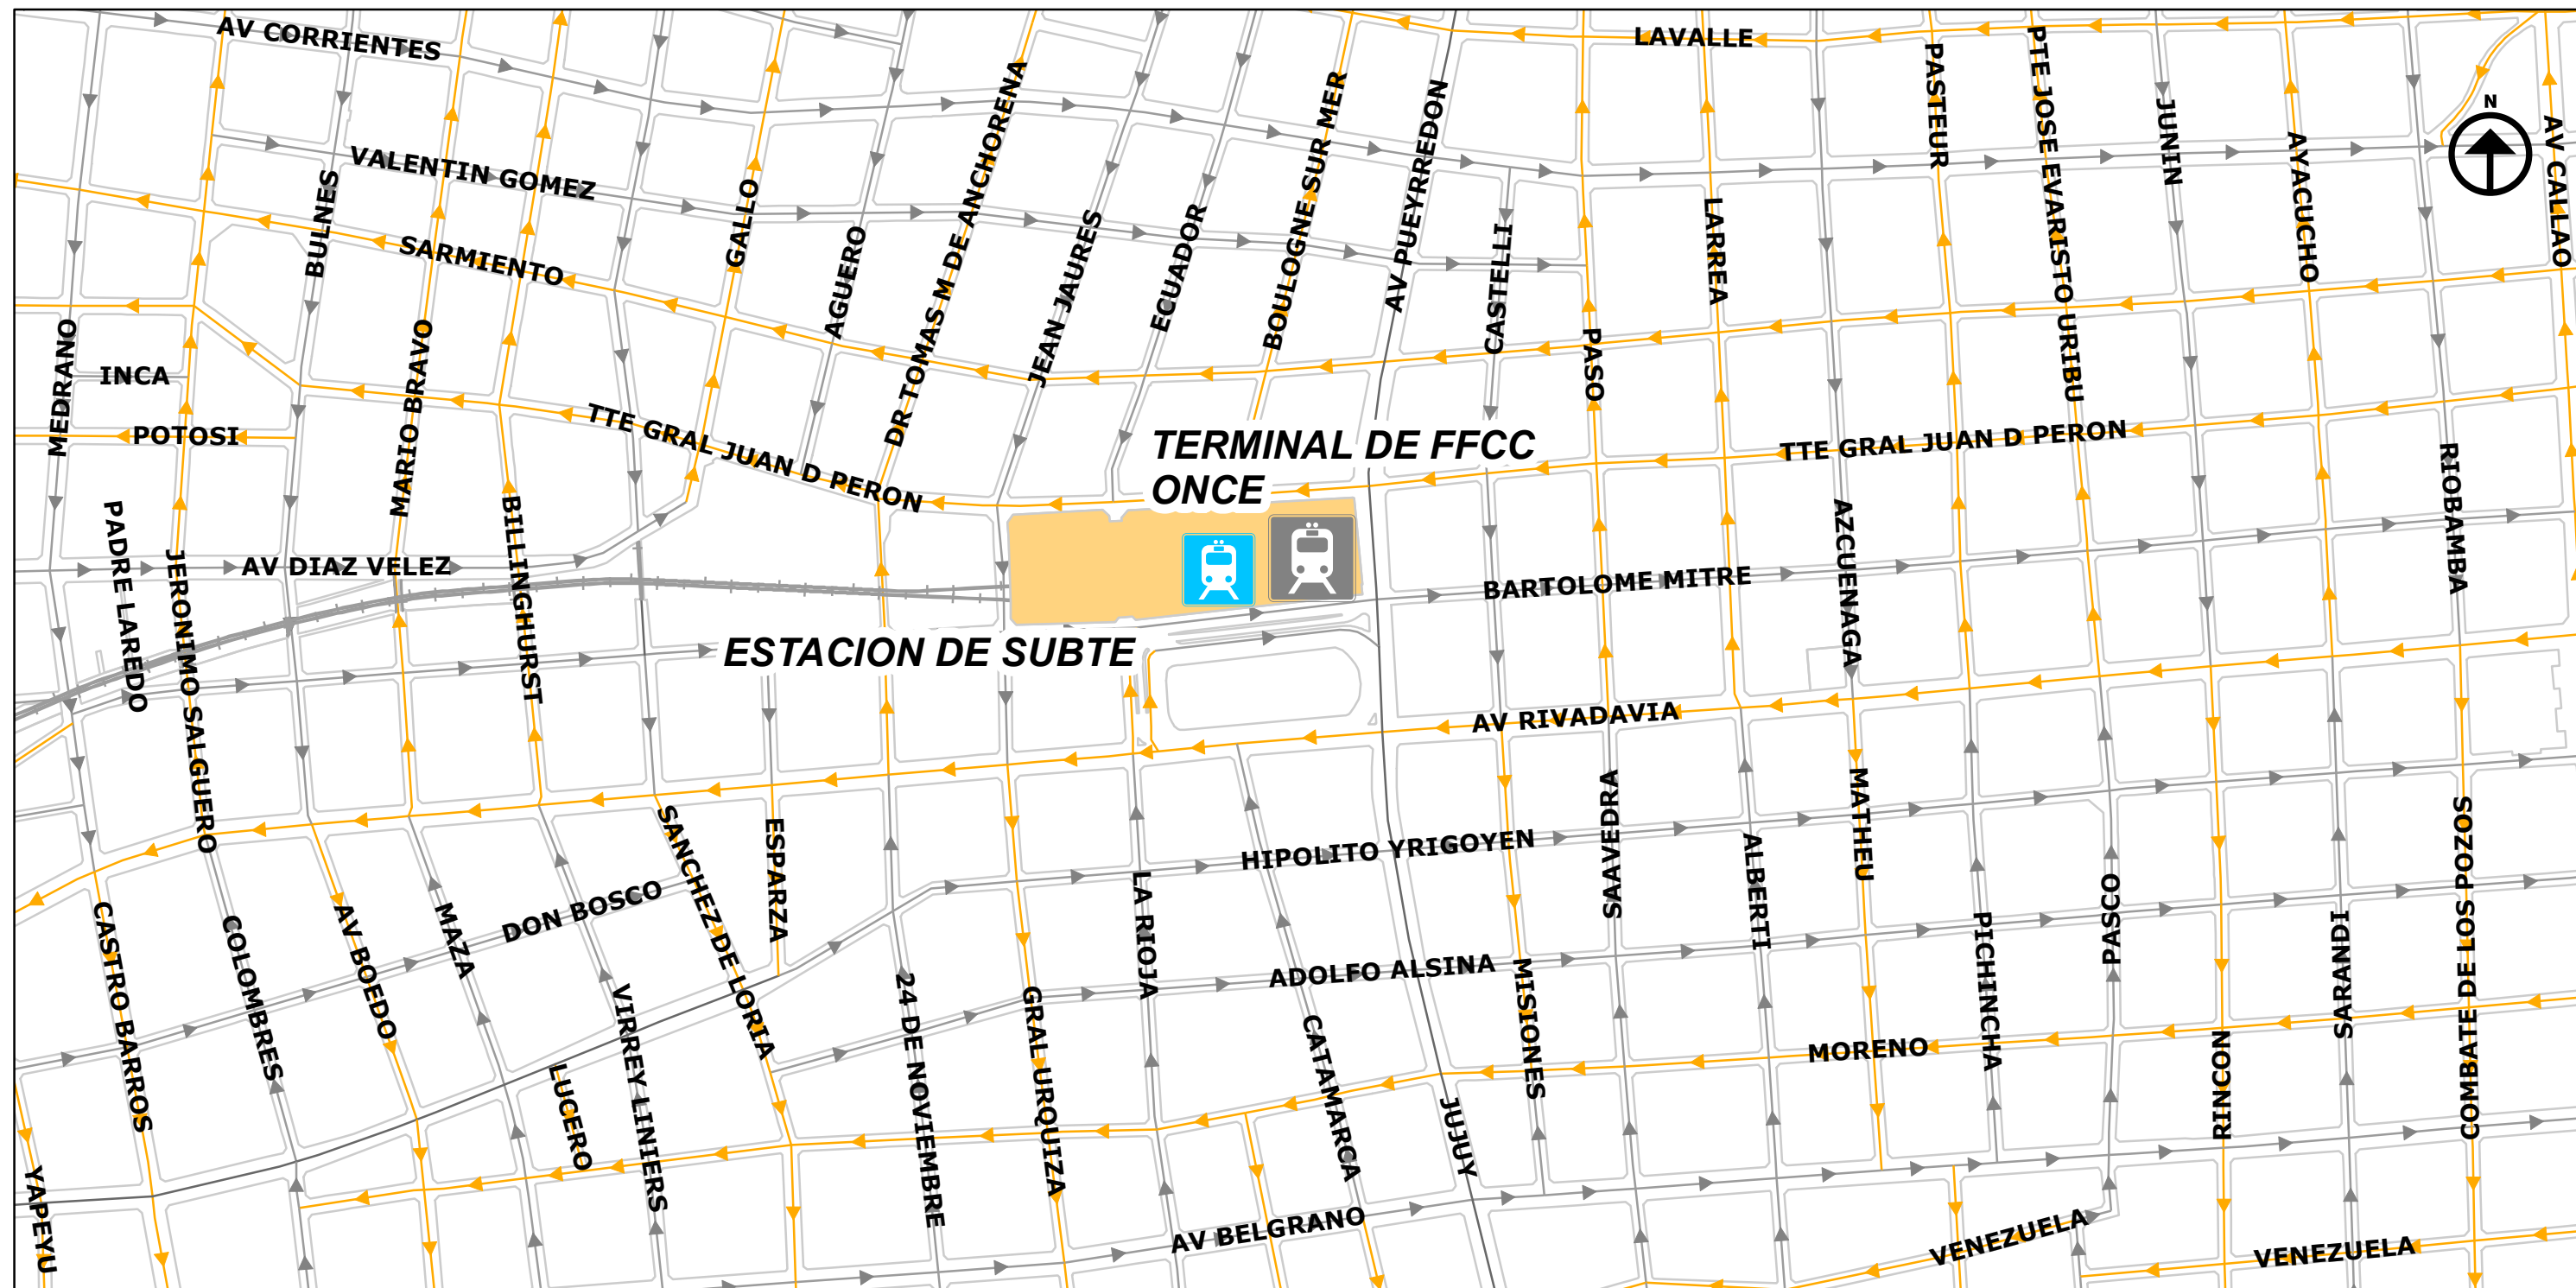 AV CORRIENTES
LAVALLE
PASTEUR
PTE JOSE EVARISTO URIBU
JUNIN
N
AV CALLAO
VALENTIN GOMEZ
BULNES
GALLO
DR TOMAS M DE ANCHORENA
BOULOGNE SUR MER
AV PUEYRREDON
AYACUCHO
SARMIENTO
AGUERO
JEAN JAURES
ECUADOR
CASTELLI
LARREA
PASO
MEDRANO
INCA
POTOSI
MARIO BRAVO
TTE GRAL JUAN D PERON
TERMINAL DE FFCC
ONCE
TTE GRAL JUAN D PERON
RIOBAMBA
PADRE LAREDO
JERONIMO SALGUERO
AV DIAZ VELEZ
BILLINGHURST
BARTOLOME MITRE
AZCUENAGA
ESTACION DE SUBTE
AV RIVADAVIA
SANCHEZ DE LORIA
ESPARZA
HIPOLITO YRIGOYEN
SAAVEDRA
ALBERTI
MATHEU
COMBATE DE LOS POZOS
CASTRO BARROS
COLOMBRES
AV BOEDO
MAZA
DON BOSCO
VIRREY LINIERS
24 DE NOVIEMBRE
GRAL URQUIZA
LA RIOJA
ADOLFO ALSINA
CATAMARCA
MISIONES
PICHINCHA
PASCO
SARANDI
LUCERO
JUJUY
MORENO
RINCON
YAPEYU
AV BELGRANO
VENEZUELA
VENEZUELA